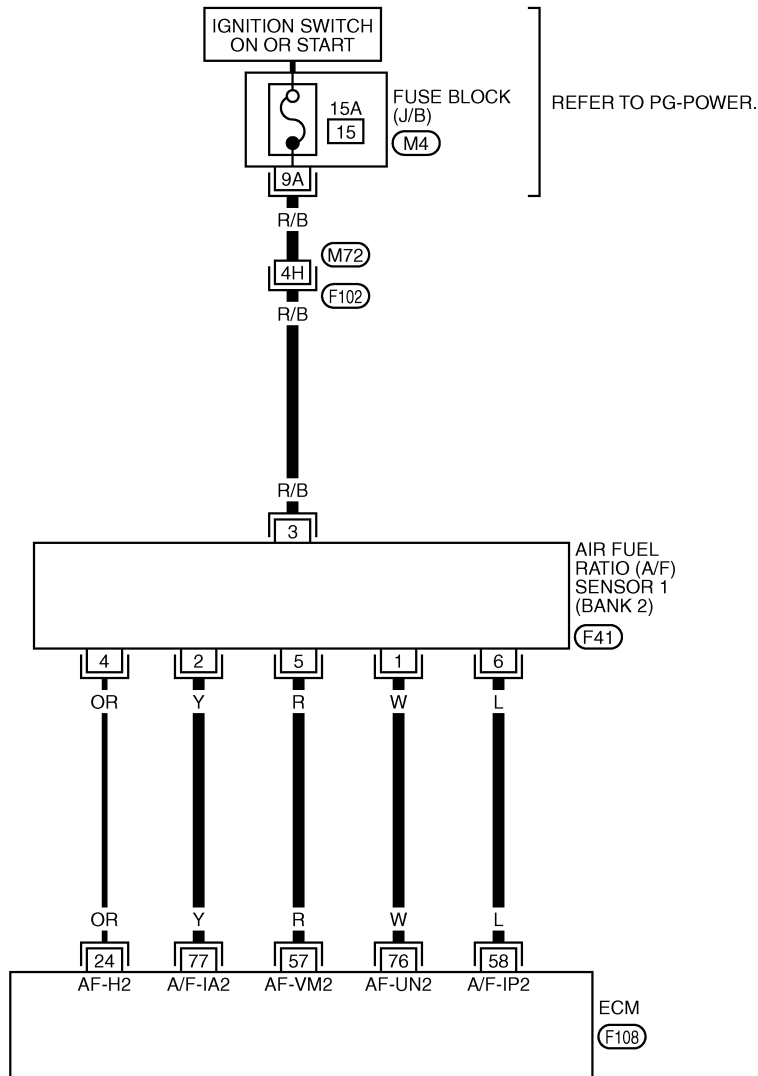 IGNITION SWITCH
ON OR START
15A
15
FUSE BLOCK
(J/B)
M4
REFER TO PG-POWER.
9A
R/B
4H
M72
F102
R/B
R/B
3
AIR FUEL
RATIO (A/F)
SENSOR 1
(BANK 2)
F41
4 2 5 1 6
OR Y R W L
OR Y R W L
24 77 57 76 58
AF-H2 A/F-IA2 AF-VM2 AF-UN2 A/F-IP2
ECM
F108